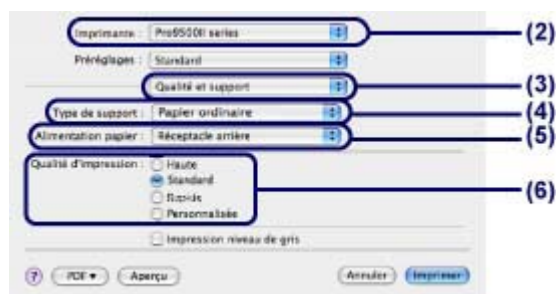 Imprimante : Pro9500II series (2)
Préréglages : Standard
Qualité et support (3)
Type de support : Papier ordinaire (4)
Alimentation papier : Réceptacle arrière (5)
Qualité d'impression : Haute
Standard
Rapide (6)
Personnalisée
Impression niveau de gris
? PDF ▾ Aperçu Annuler Imprimer